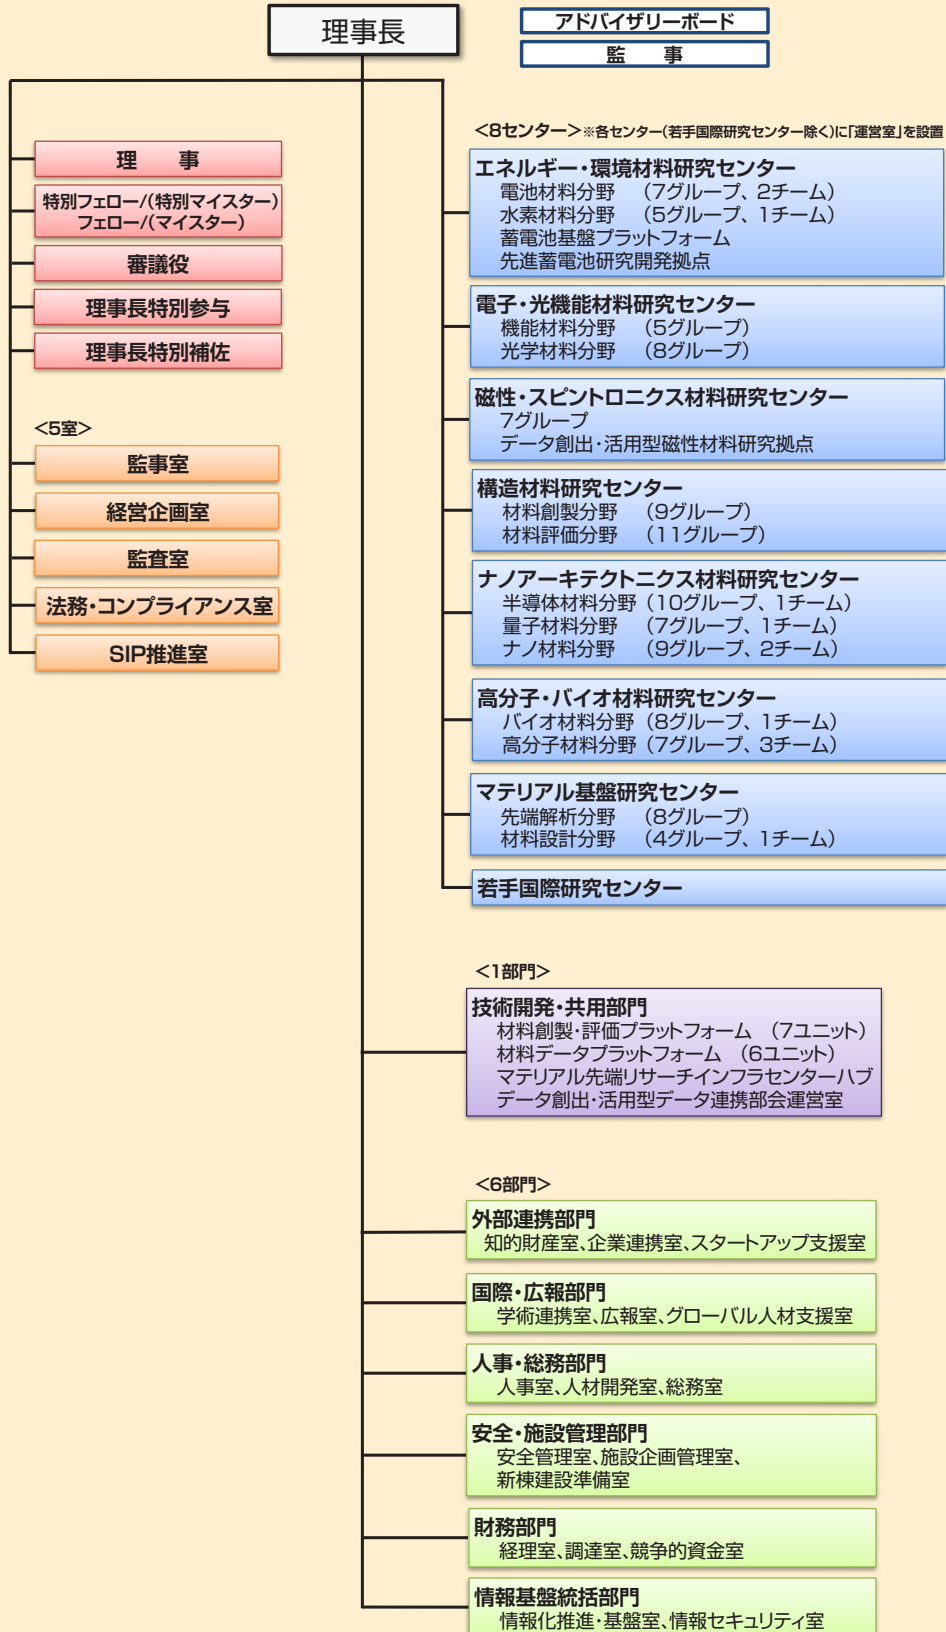 理事長
アドバイザリーボード
監 事
理 事
特別フェロー/(特別マイスター)
フェロー/(マイスター)
審議役
理事長特別参与
理事長特別補佐
<5室>
監事室
経営企画室
監査室
法務・コンプライアンス室
SIP推進室
<8センター>※各センター(若手国際研究センター除く)に「運営室」を設置
エネルギー・環境材料研究センター
電池材料分野 (7グループ、2チーム)
水素材料分野 (5グループ、1チーム)
蓄電池基盤プラットフォーム
先進蓄電池研究開発拠点
電子・光機能材料研究センター
機能材料分野 (5グループ)
光学材料分野 (8グループ)
磁性・スピントロニクス材料研究センター
7グループ
データ創出・活用型磁性材料研究拠点
構造材料研究センター
材料創製分野 (9グループ)
材料評価分野 (11グループ)
ナノアーキテクトニクス材料研究センター
半導体材料分野(10グループ、1チーム)
量子材料分野 (7グループ、1チーム)
ナノ材料分野 (9グループ、2チーム)
高分子・バイオ材料研究センター
バイオ材料分野(8グループ、1チーム)
高分子材料分野(7グループ、3チーム)
マテリアル基盤研究センター
先端解析分野 (8グループ)
材料設計分野 (4グループ、1チーム)
若手国際研究センター
<1部門>
技術開発・共用部門
材料創製・評価プラットフォーム (7ユニット)
材料データプラットフォーム (6ユニット)
マテリアル先端リサーチインフラセンターハブ
データ創出・活用型データ連携部会運営室
<6部門>
外部連携部門
知的財産室、企業連携室、スタートアップ支援室
国際・広報部門
学術連携室、広報室、グローバル人材支援室
人事・総務部門
人事室、人材開発室、総務室
安全・施設管理部門
安全管理室、施設企画管理室、
新棟建設準備室
財務部門
経理室、調達室、競争的資金室
情報基盤統括部門
情報化推進・基盤室、情報セキュリティ室